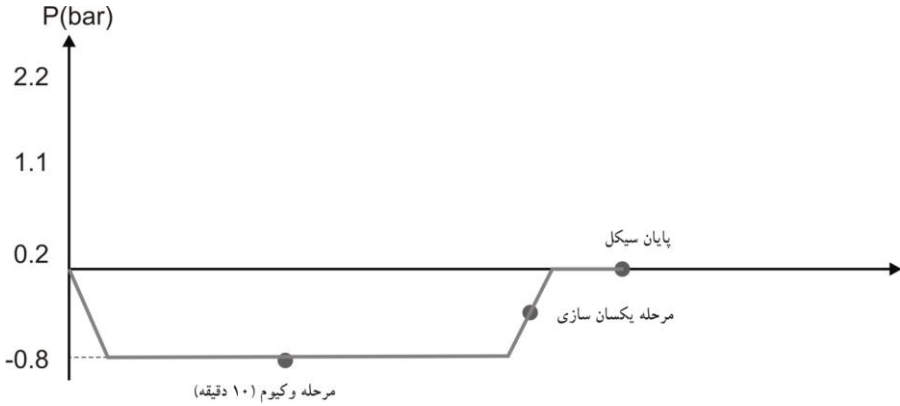 P(bar)
2.2
1.1
0.2
-0.8
پایان سیکل
مرحله یکسان سازی
مرحله وکیوم (۱۰ دقیقه)